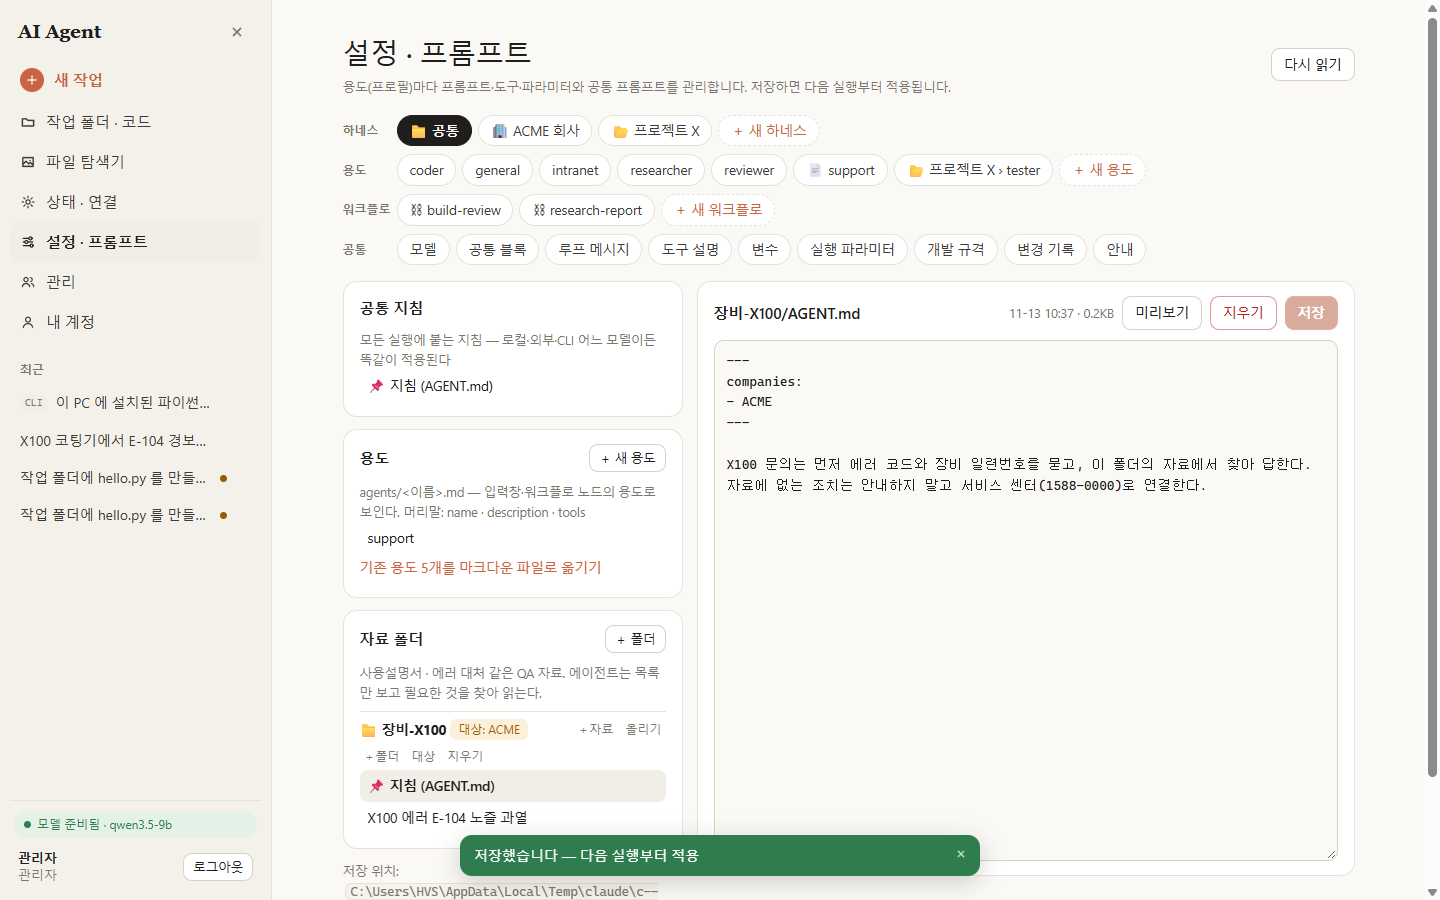 AI Agent
×
+ 새 작업
작업 폴더 · 코드
파일 탐색기
상태 · 연결
설정 · 프롬프트
관리
내 계정
최근
CLI 이 PC 에 설치된 파이썬...
X100 코팅기에서 E-104 경보...
작업 폴더에 hello.py 를 만들...
작업 폴더에 hello.py 를 만들...
모델 준비됨 · qwen3.5-9b
관리자
관리자
로그아웃
설정 · 프롬프트
용도(프로필)마다 프롬프트·도구·파라미터와 공통 프롬프트를 관리합니다. 저장하면 다음 실행부터 적용됩니다.
다시 읽기
하네스 공통 ACME 회사 프로젝트 X + 새 하네스
용도 coder general intranet researcher reviewer support 프로젝트 X › tester + 새 용도
워크플로 build-review research-report + 새 워크플로
공통 모델 공통 블록 루프 메시지 도구 설명 변수 실행 파라미터 개발 규격 변경 기록 안내
공통 지침
모든 실행에 붙는 지침 — 로컬·외부·CLI 어느 모델이든
똑같이 적용된다
지침 (AGENT.md)
용도
+ 새 용도
agents/<이름>.md — 입력창·워크플로 노드의 용도로
보인다. 머리말: name · description · tools
support
기존 용도 5개를 마크다운 파일로 옮기기
자료 폴더
+ 폴더
사용설명서 · 에러 대처 같은 QA 자료. 에이전트는 목록
만 보고 필요한 것을 찾아 읽는다.
장비-X100 대상: ACME +자료 올리기
+폴더 대상 지우기
지침 (AGENT.md)
X100 에러 E-104 노즐 과열
저장 위치:
C:\Users\HVS\AppData\Local\Temp\claude\c--
장비-X100/AGENT.md
11-13 10:37 · 0.2KB
미리보기
지우기
저장
---
companies:
- ACME
---
X100 문의는 먼저 에러 코드와 장비 일련번호를 묻고, 이 폴더의 자료에서 찾아 답한다.
자료에 없는 조치는 안내하지 말고 서비스 센터(1588-0000)로 연결한다.
저장했습니다 — 다음 실행부터 적용
×